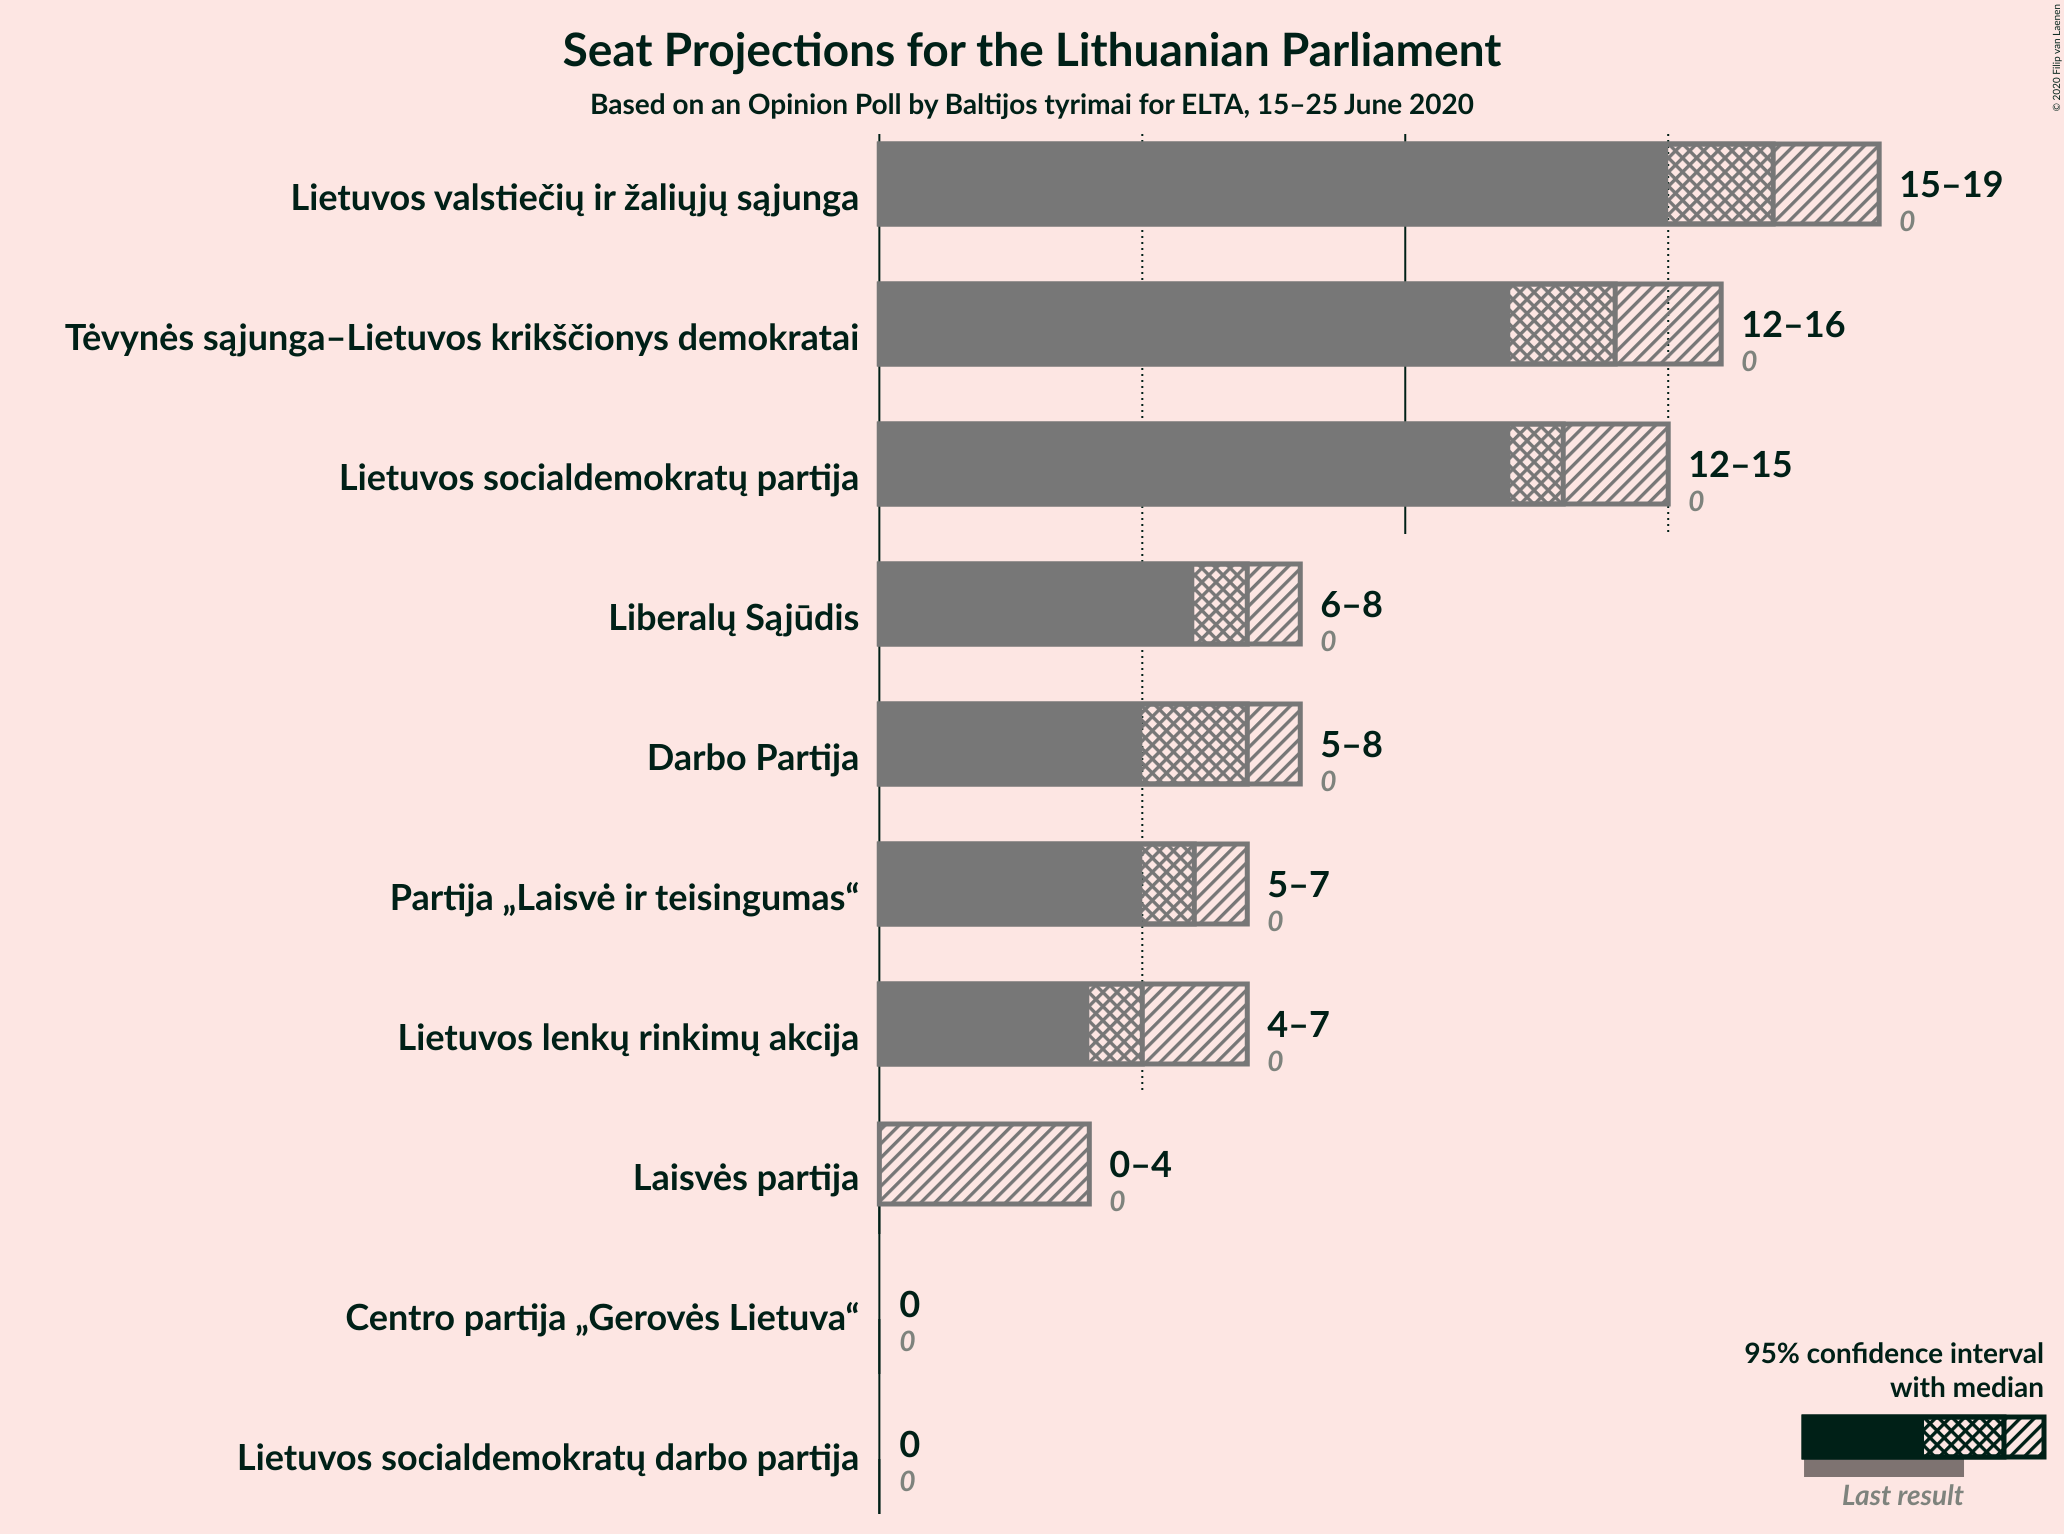 Seat Projections for the Lithuanian Parliament
Based on an Opinion Poll by Baltijos tyrimai for ELTA, 15–25 June 2020
© 2020 Filip van Laenen
Lietuvos valstiečių ir žaliųjų sąjunga
15–19
0
Tėvynės sąjunga–Lietuvos krikščionys demokratai
12–16
0
Lietuvos socialdemokratų partija
12–15
0
Liberalų Sąjūdis
6–8
0
Darbo Partija
5–8
0
Partija „Laisvė ir teisingumas“
5–7
0
Lietuvos lenkų rinkimų akcija
4–7
0
Laisvės partija
0–4
0
Centro partija „Gerovės Lietuva“
0
0
Lietuvos socialdemokratų darbo partija
0
0
95% confidence interval
with median
Last result